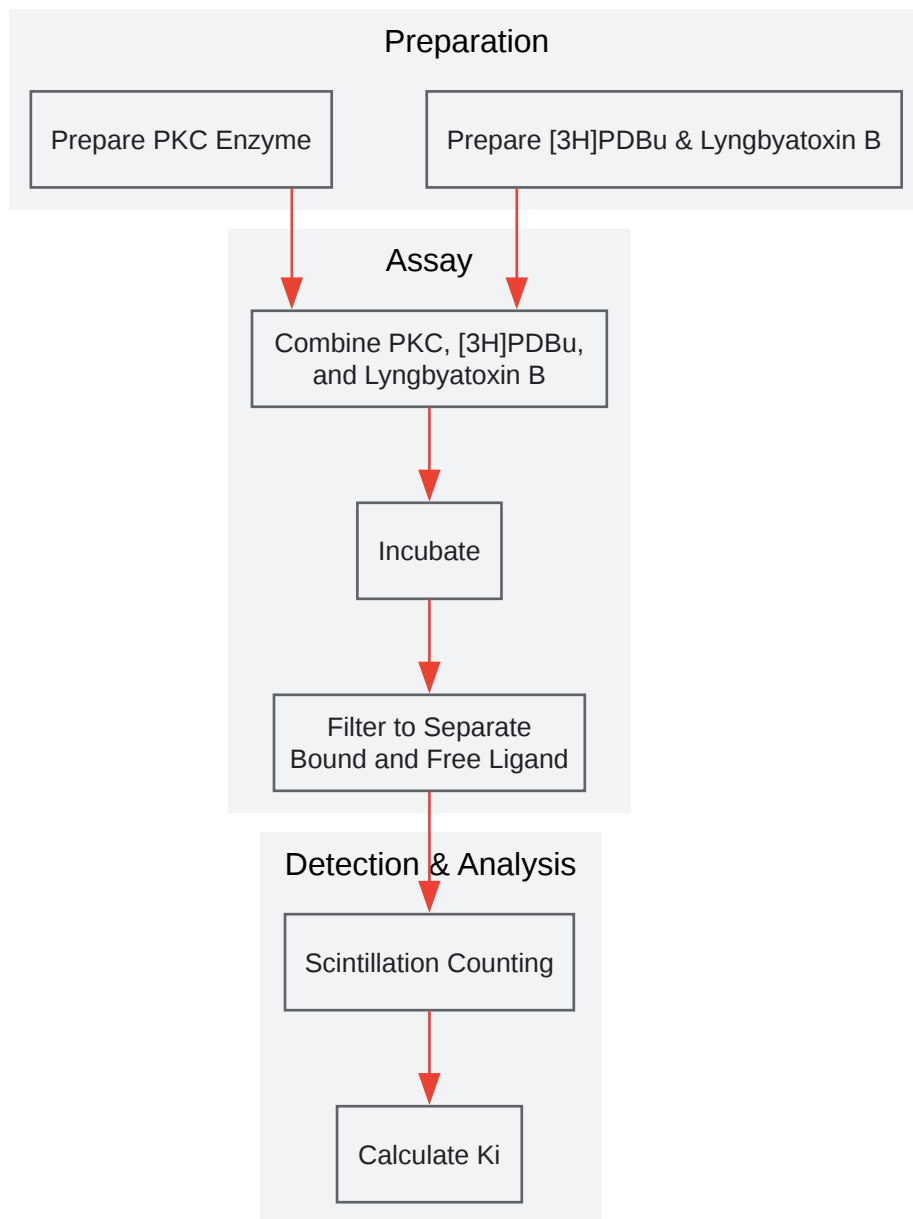 Preparation
Prepare PKC Enzyme
Prepare [3H]PDBu & Lyngbyatoxin B
Assay
Combine PKC, [3H]PDBu,
and Lyngbyatoxin B
Incubate
Filter to Separate
Bound and Free Ligand
Detection & Analysis
Scintillation Counting
Calculate Ki